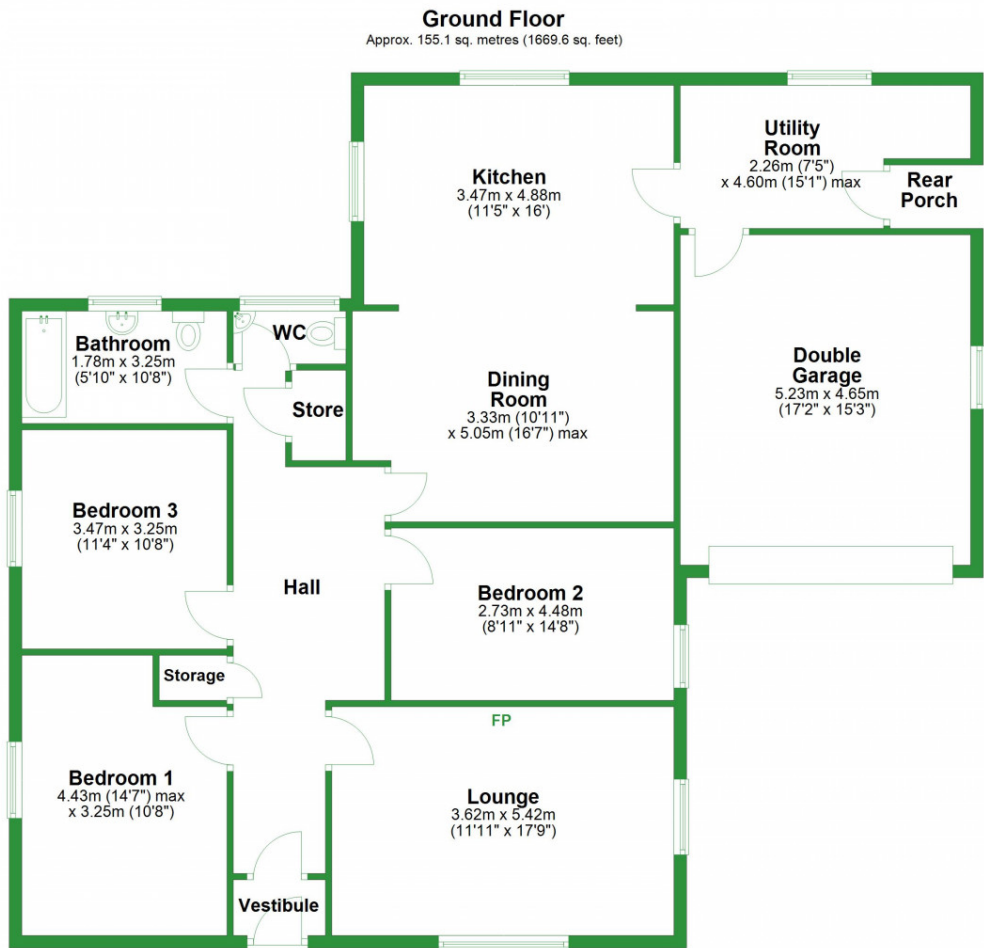 Ground Floor
Approx. 155.1 sq. metres (1669.6 sq. feet)
Utility
Room
2.26m (7'5")
x 4.60m (15'1") max
Kitchen
3.47m x 4.88m
(11'5" x 16')
Rear
Porch
Bathroom
1.78m x 3.25m
(5'10" x 10'8")
WC
Store
Dining
Room
3.33m (10'11")
x 5.05m (16'7") max
Double
Garage
5.23m x 4.65m
(17'2" x 15'3")
Bedroom 3
3.47m x 3.25m
(11'4" x 10'8")
Hall
Bedroom 2
2.73m x 4.48m
(8'11" x 14'8")
Storage
FP
Bedroom 1
4.43m (14'7") max
x 3.25m (10'8")
Lounge
3.62m x 5.42m
(11'11" x 17'9")
Vestibule